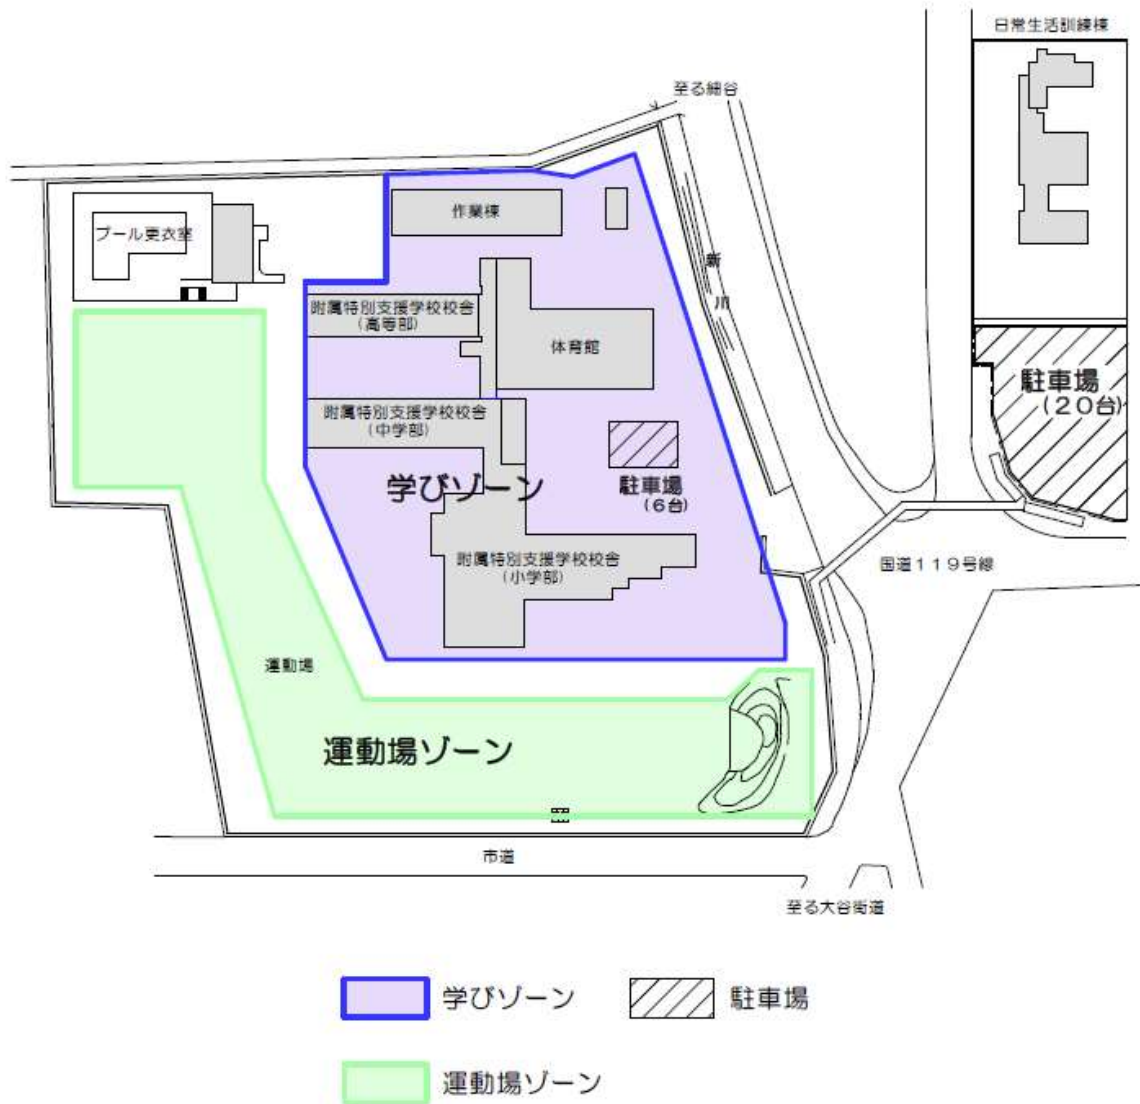 日常生活訓練棟
至る細谷
作業棟
プール更衣室
新
川
附属特別支援学校校舎
(高等部)
体育館
駐車場
(20台)
附属特別支援学校校舎
(中学部)
学びゾーン
駐車場
(6台)
附属特別支援学校校舎
(小学部)
国道119号線
運動場
運動場ゾーン
市道
至る大谷街道
学びゾーン
駐車場
運動場ゾーン